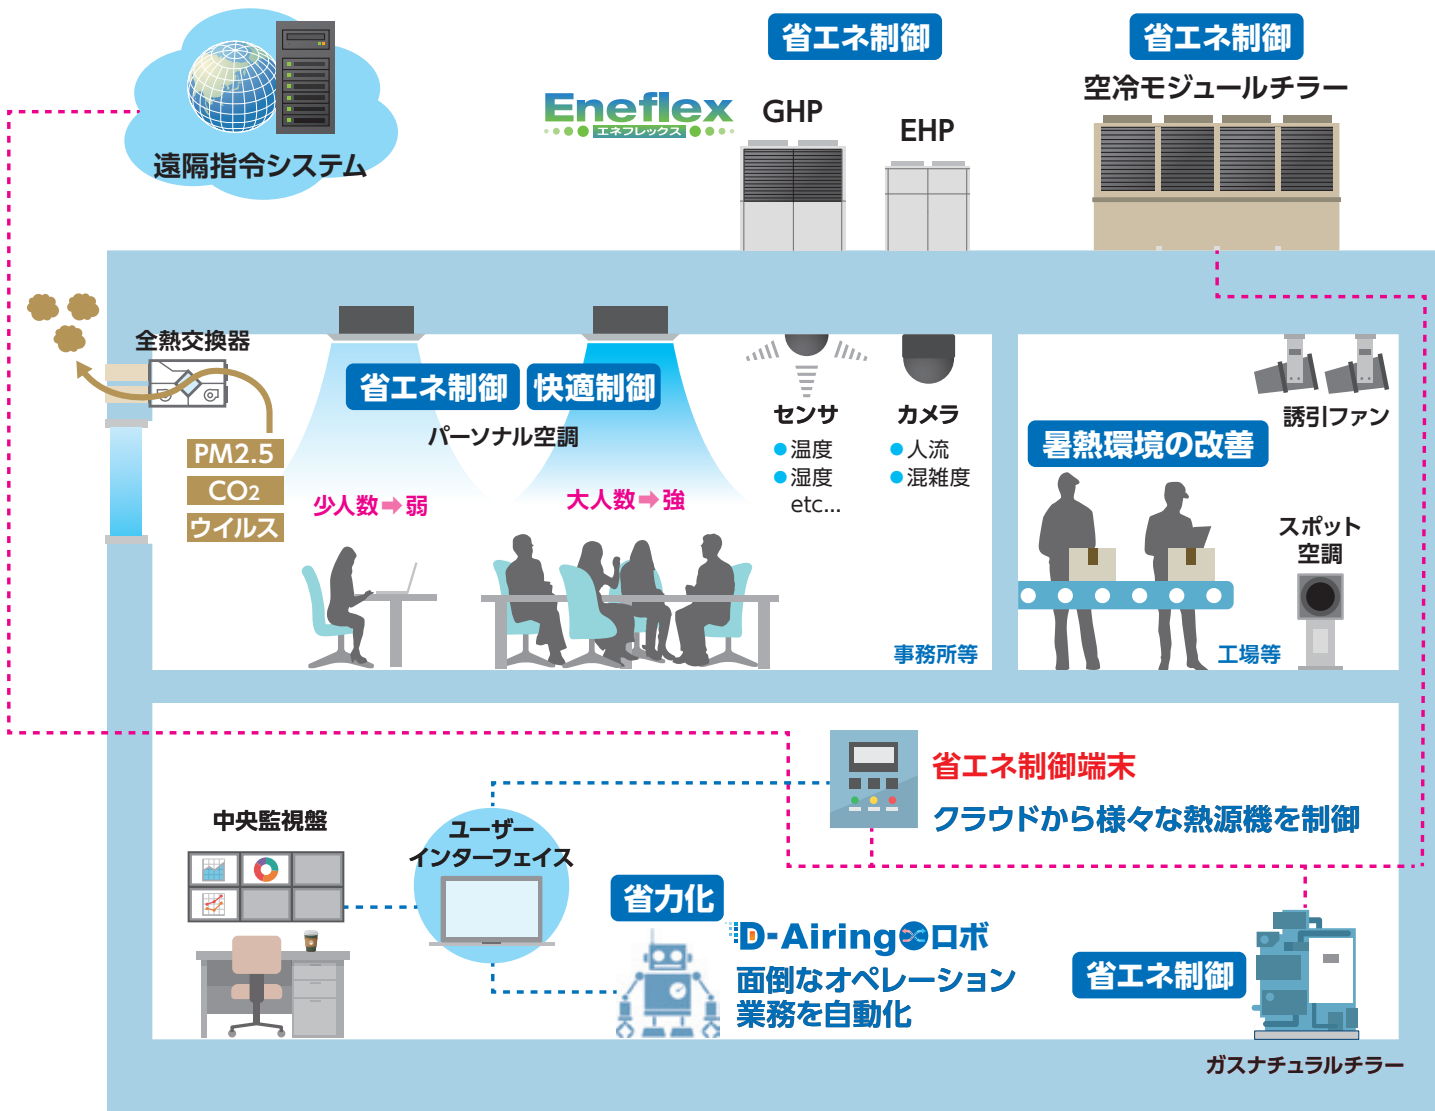 遠隔指令システム
省エネ制御
Eneflex
エネフレックス
GHP
EHP
省エネ制御
空冷モジュールチラー
全熱交換器
PM2.5
CO2
ウイルス
省エネ制御
快適制御
パーソナル空調
少人数➡弱
大人数➡強
センサ
●温度
●湿度
etc...
カメラ
●人流
●混雑度
事務所等
誘引ファン
暑熱環境の改善
スポット
空調
工場等
省エネ制御端末
クラウドから様々な熱源機を制御
中央監視盤
ユーザー
インターフェイス
省力化
D-Airingロボ
面倒なオペレーション
業務を自動化
省エネ制御
ガスナチュラルチラー